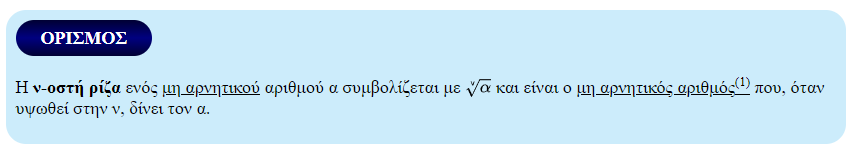 ΟΡΙΣΜΟΣ
Η ν-οστή ρίζα ενός μη αρνητικού αριθμού α συμβολίζεται με $\sqrt[ν]{α}$ και είναι ο μη αρνητικός αριθμός(1) που, όταν
υψωθεί στην ν, δίνει τον α.